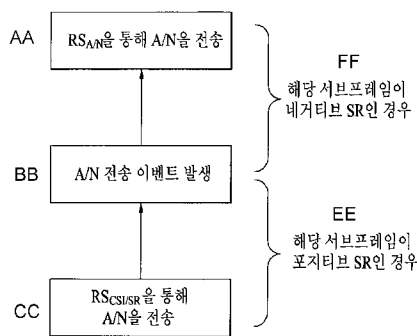 AA
RS_A/N을 통해 A/N을 전송
FF
해당 서브프레임이
네거티브 SR인 경우
BB
A/N 전송 이벤트 발생
EE
해당 서브프레임이
포지티브 SR인 경우
CC
RS_CSI/SR을 통해
A/N을 전송